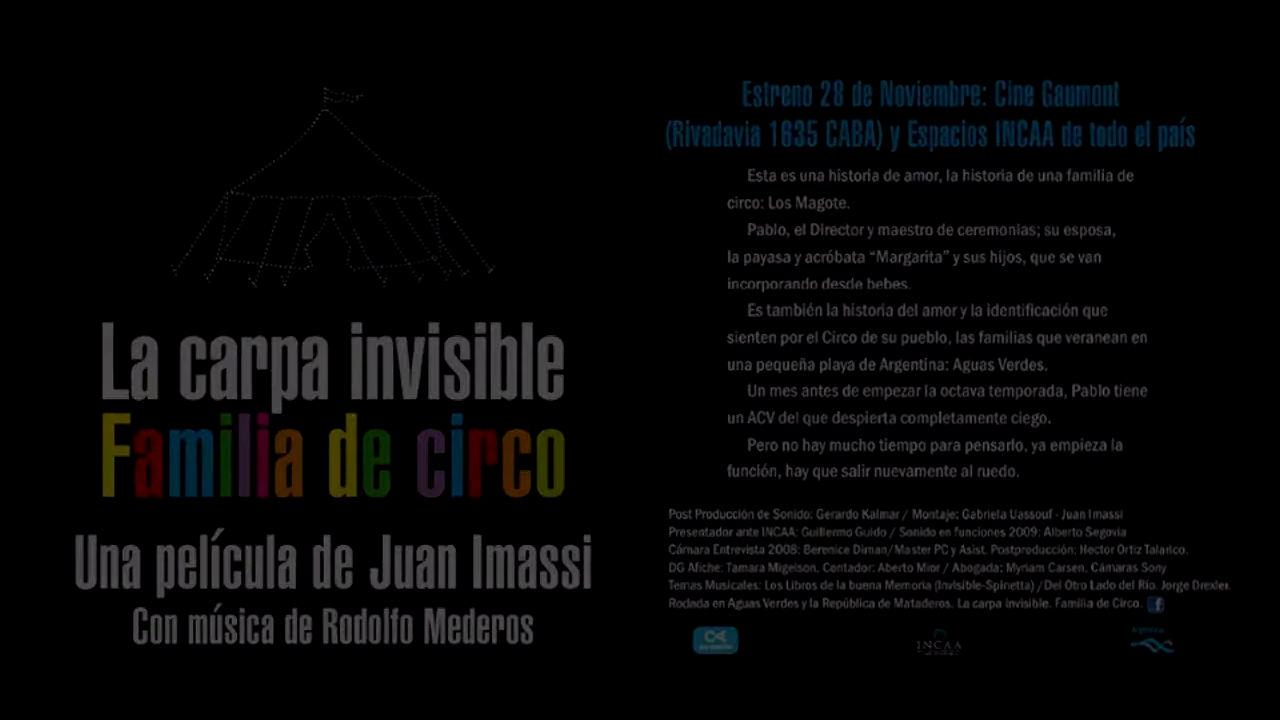 La carpa invisible
Familia de circo
Una película de Juan Imassi
Con música de Rodolfo Mederos
Estreno 28 de Noviembre: Cine Gaumont
(Rivadavia 1635 CABA) y Espacios INCAA de todo el país
Esta es una historia de amor, la historia de una familia de
circo: Los Magote.
Pablo, el Director y maestro de ceremonias; su esposa,
la payasa y acróbata “Margarita” y sus hijos, que se van
incorporando desde bebes.
Es también la historia del amor y la identificación que
sienten por el Circo de su pueblo, las familias que veranean en
una pequeña playa de Argentina: Aguas Verdes.
Un mes antes de empezar la octava temporada, Pablo tiene
un ACV del que despierta completamente ciego.
Pero no hay mucho tiempo para pensarlo, ya empieza la
función, hay que salir nuevamente al ruedo.
Post Producción de Sonido: Gerardo Kalmar / Montaje: Gabriela Uassouf - Juan Imassi
Presentador ante INCAA: Guillermo Guido / Sonido en funciones 2009: Alberto Segovia
Cámara Entrevista 2008: Berenice Diman/Master PC y Asist. Postproducción: Hector Ortiz Talarico.
DG Afiche: Tamara Migelson. Contador: Aberto Mior / Abogada: Myriam Carsen. Cámaras Sony
Temas Musicales: Los Libros de la buena Memoria (Invisible-Spinetta) / Del Otro Lado del Río. Jorge Drexler.
Rodada en Aguas Verdes y la República de Mataderos. La carpa invisible. Familia de Circo. f
INCAA
Argentina